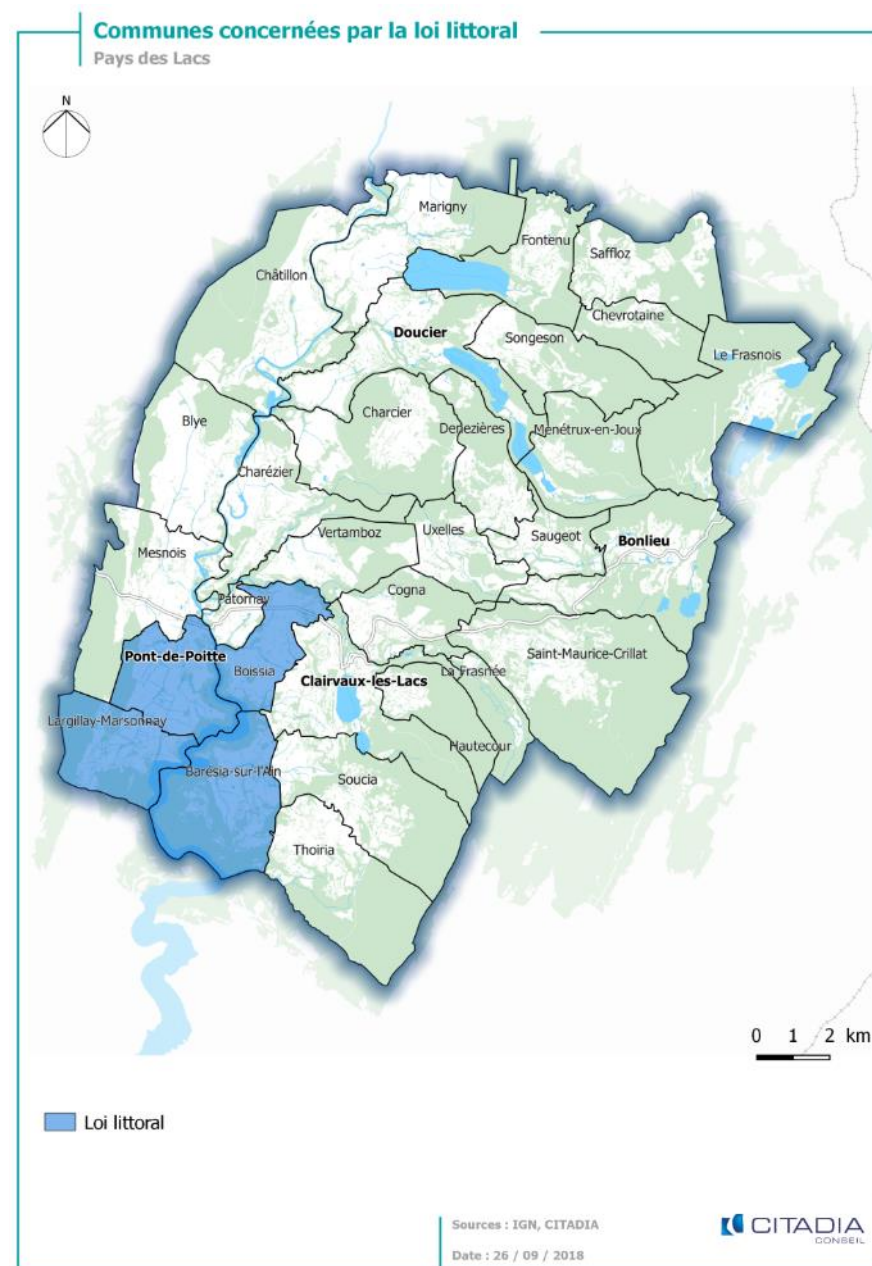 Communes concernées par la loi littoral
Pays des Lacs
N
Marigny
Fontenu
Saffloz
Châtillon
Chevrotaine
Doucier
Songeson
Le Frasnois
Charcier
Blye
Denezières
Menétrux-en-Joux
Charézier
Vertamboz
Uxelles
Saugeot
Bonlieu
Mesnois
Cogna
Patornay
Pont-de-Poitte
Boissia
Saint-Maurice-Crillat
La Frasnée
Clairvaux-les-Lacs
Largillay-Marsonnay
Hautecour
Barésia-sur-l'Ain
Soucia
Thoiria
0 1 2 km
Loi littoral
Sources : IGN, CITADIA
CITADIA
CONSEIL
Date : 26 / 09 / 2018